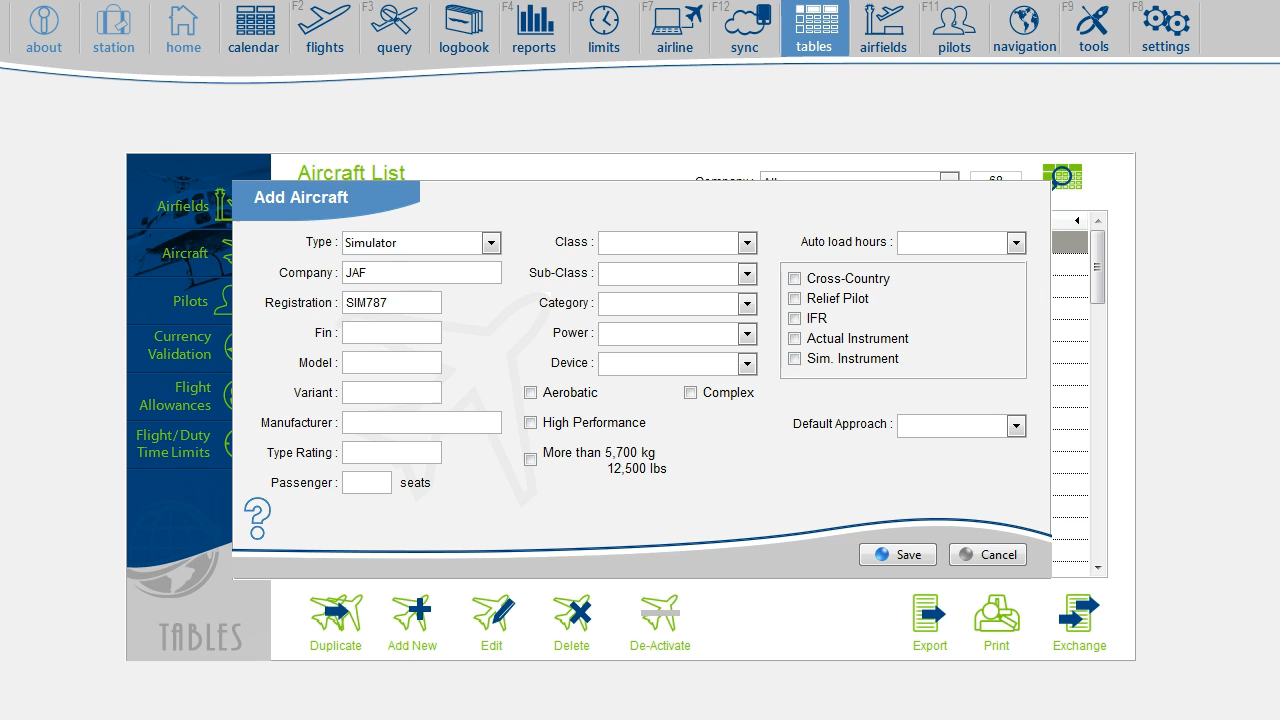 F2 F3 F4 F5 F7 F12 F11 F9 F8
about station home calendar flights query logbook reports limits airline sync tables airfields pilots navigation tools settings
Aircraft List
Add Aircraft
Airfields
Aircraft
Pilots
Currency
Validation
Flight
Allowances
Flight/Duty
Time Limits
TABLES
Type : Simulator
Company : JAF
Registration : SIM787
Fin :
Model :
Variant :
Manufacturer :
Type Rating :
Passenger : seats
Class :
Sub-Class :
Category :
Power :
Device :
Aerobatic Complex
High Performance
More than 5,700 kg
12,500 lbs
Auto load hours:
Cross-Country
Relief Pilot
IFR
Actual Instrument
Sim. Instrument
Default Approach :
?
Save Cancel
Duplicate Add New Edit Delete De-Activate Export Print Exchange